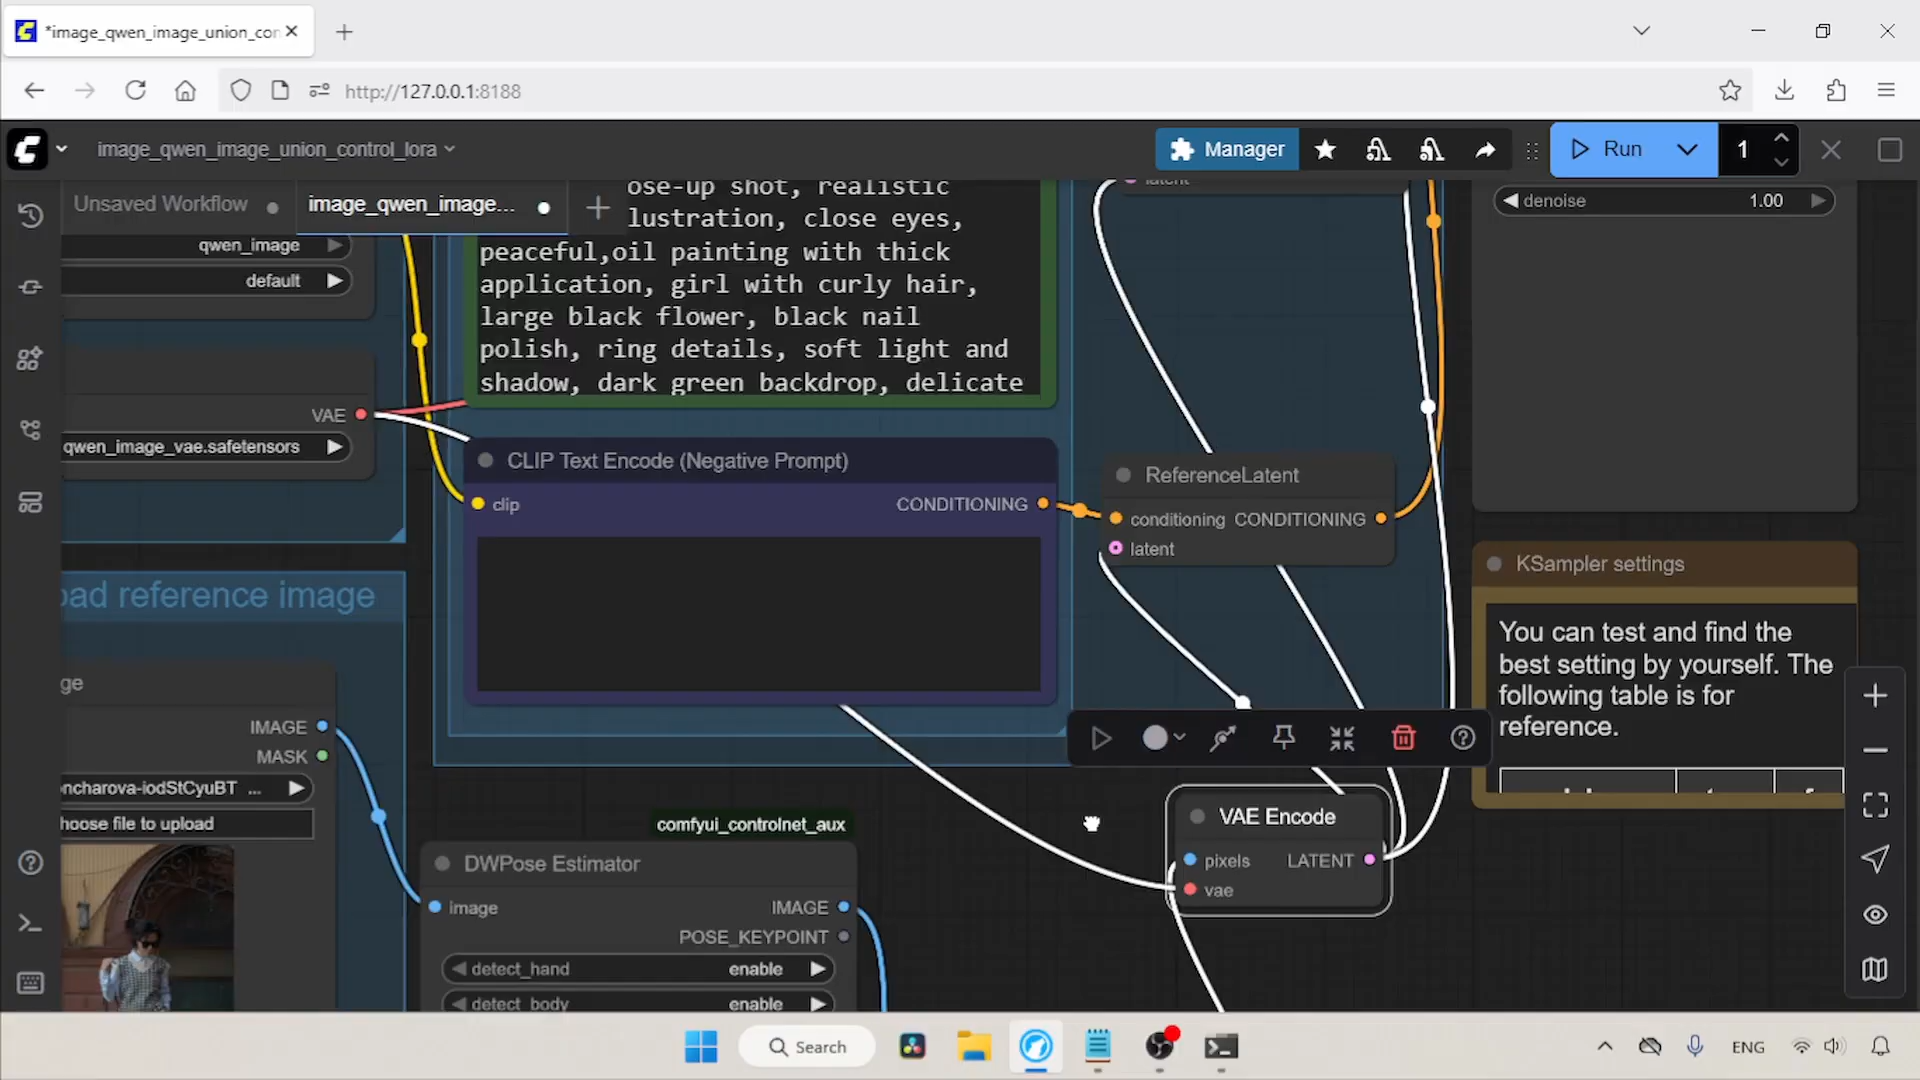 *image_qwen_image_union_con
http://127.0.0.1:8188
image_qwen_image_union_control_lora
Manager
Run
1
Unsaved Workflow
image_qwen_image...
qwen_image
default
VAE
qwen_image_vae.safetensors
ose-up shot, realistic
lustration, close eyes,
peaceful,oil painting with thick
application, girl with curly hair,
large black flower, black nail
polish, ring details, soft light and
shadow, dark green backdrop, delicate
CLIP Text Encode (Negative Prompt)
clip
CONDITIONING
latent
ReferenceLatent
conditioning CONDITIONING
latent
denoise 1.00
KSampler settings
You can test and find the
best setting by yourself. The
following table is for
reference.
oad reference image
ge
IMAGE
MASK
ncharova-iodStCyuBT ...
hoose file to upload
comfyui_controlnet_aux
DWPose Estimator
image IMAGE
POSE_KEYPOINT
detect_hand enable
detect_body enable
VAE Encode
pixels LATENT
vae
Search
ENG